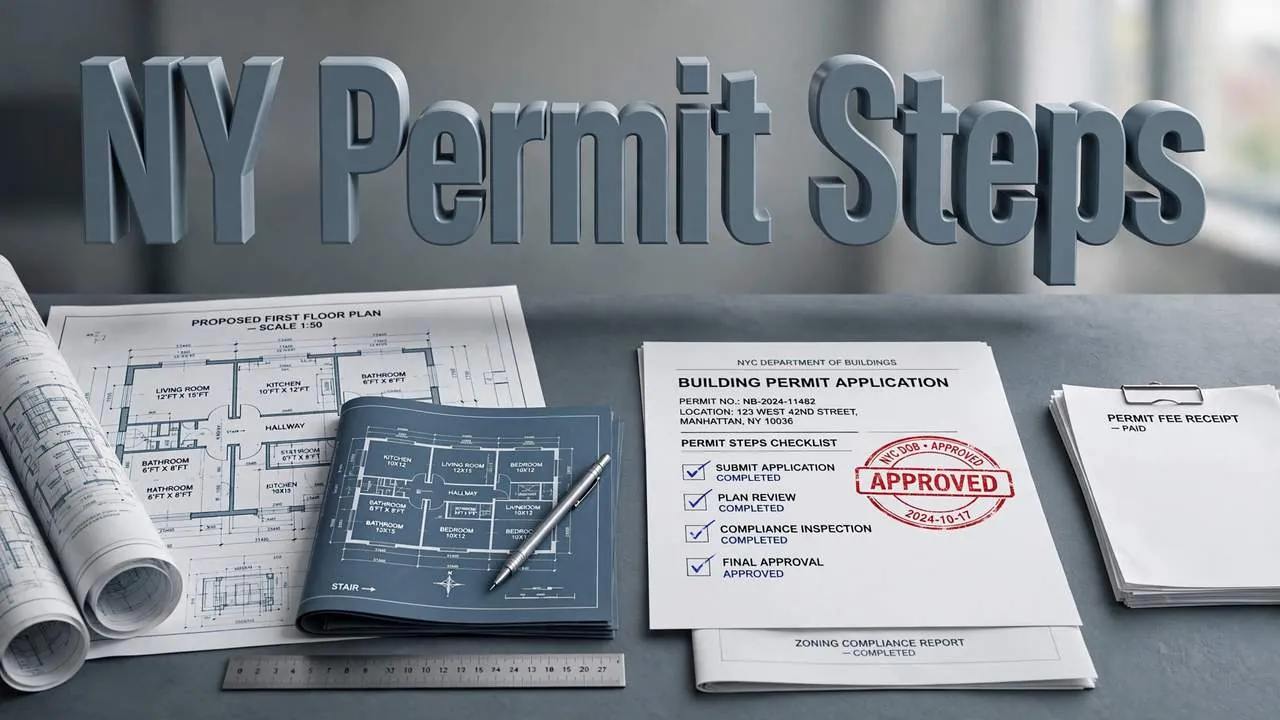 NY Permit Steps
PROPOSED FIRST FLOOR PLAN
— SCALE 1:50
LIVING ROOM
12'FT X 15'FT
KITCHEN
10'FT X 12'FT
BATHROOM
6'FT X 8'FT
HALLWAY
BATHROOM
6'FT X 8'FT
HATHROOM
6'FT X 8'FT
KITCHEN
10X15
KITCHEN
10X12
LIVING ROOM
12X15
BEDROOM
10X12
HALLWAY
BATHROOM
6'FT X 8'FT
BATHROOM
10X15
BEDROOM
10X12
STAIR →
NYC DEPARTMENT OF BUILDINGS
BUILDING PERMIT APPLICATION
PERMIT NO.: NB-2024-11482
LOCATION: 123 WEST 42ND STREET,
MANHATTAN, NY 10036
PERMIT STEPS CHECKLIST
SUBMIT APPLICATION
COMPLETED
PLAN REVIEW
COMPLETED
COMPLIANCE INSPECTION
COMPLETED
FINAL APPROVAL
APPROVED
NYC DOB • APPROVED
APPROVED
2024-10-17
ZONING COMPLIANCE REPORT
— COMPLETED
PERMIT FEE RECEIPT
— PAID